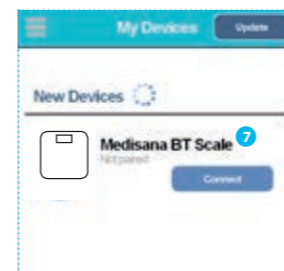 My Devices Update
New Devices
Medisana BT Scale 7
Not paired
Connect